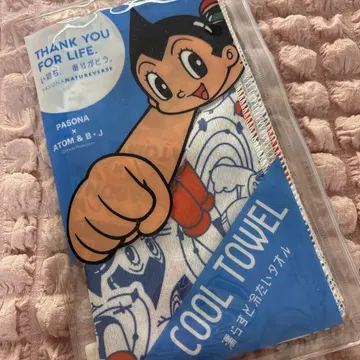 THANK YOU
FOR LIFE.
いのち、ありがとう。
PASONA NATUREVERSE
PASONA
×
ATOM & B・J
COOL TOWEL
濡らすと冷たいタオル